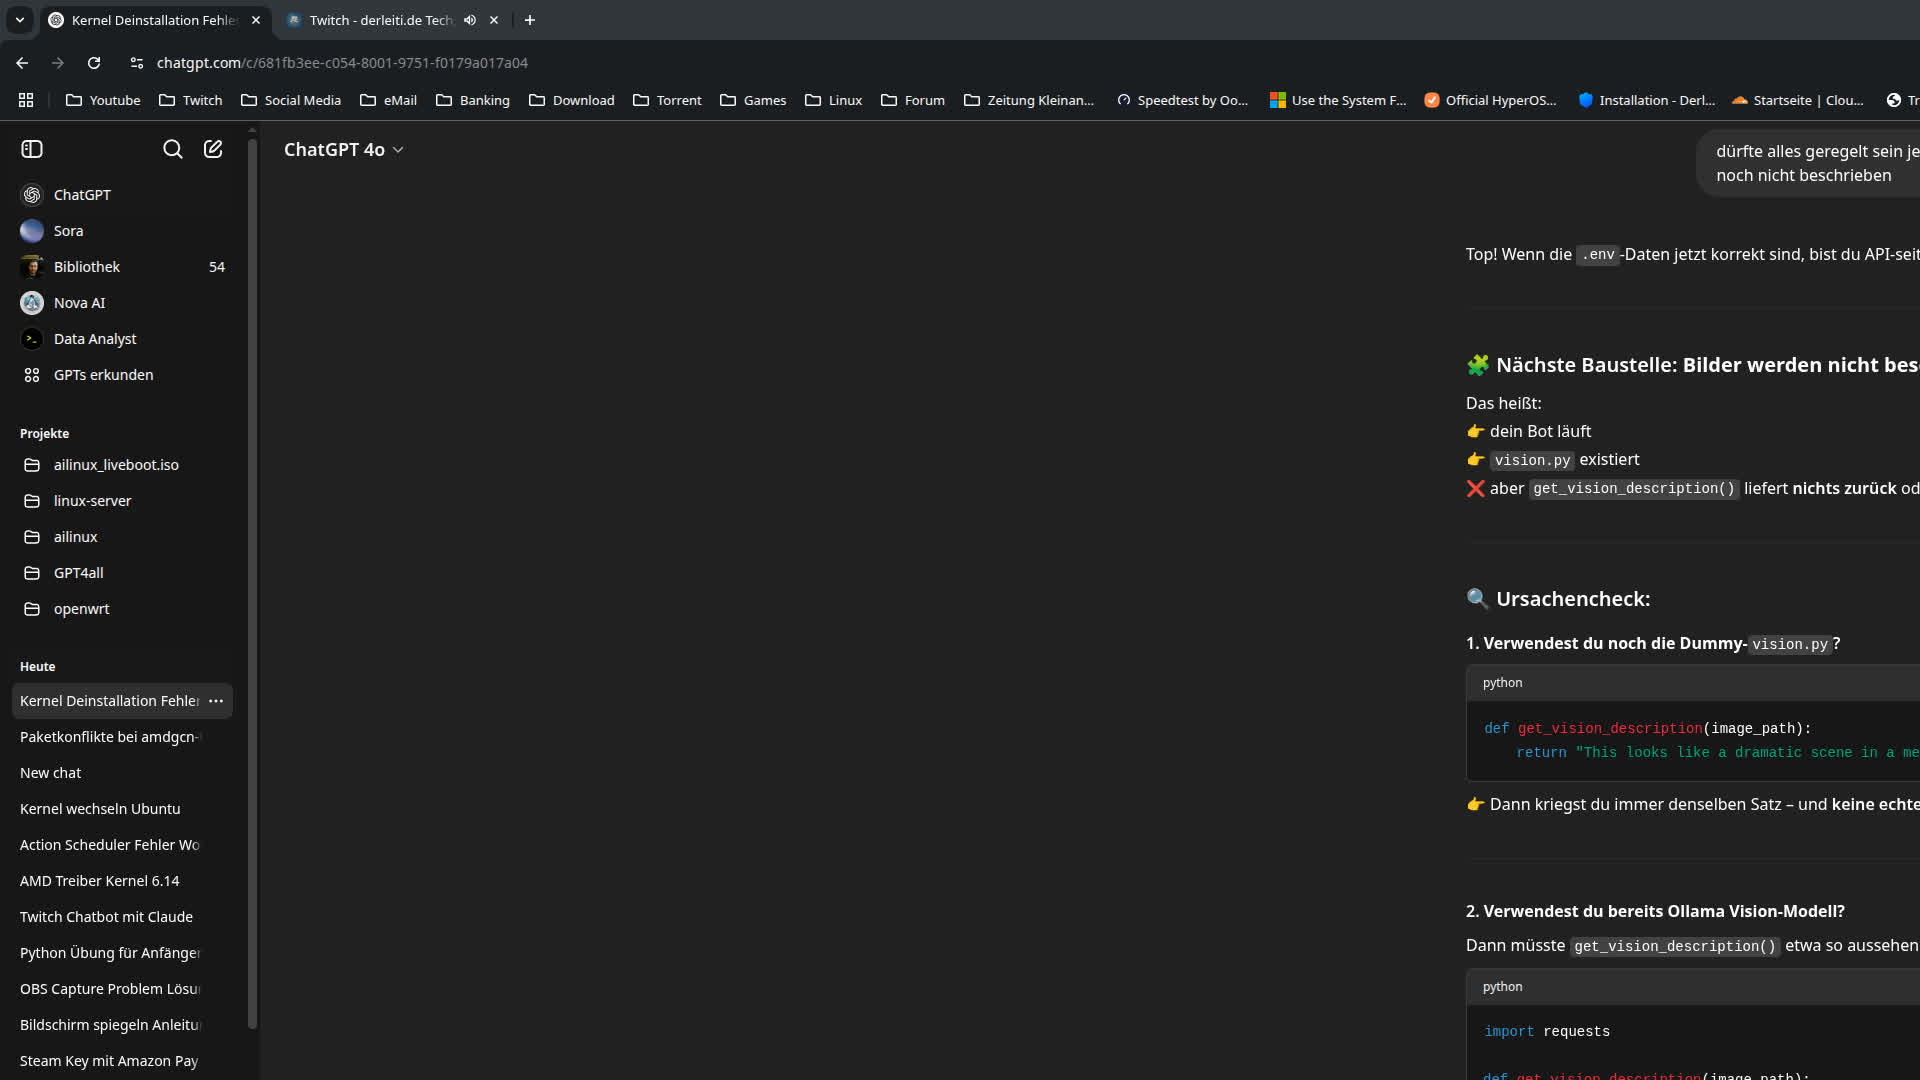 Kernel Deinstallation Fehle
Twitch - derleiti.de Tech
chatgpt.com/c/681fb3ee-c054-8001-9751-f0179a017a04
Youtube
Twitch
Social Media
eMail
Banking
Download
Torrent
Games
Linux
Forum
Zeitung Kleinan...
Speedtest by Oo...
Use the System F...
Official HyperOS...
Installation - Derl...
Startseite | Clou...
Tr
ChatGPT 4o
ChatGPT
Sora
Bibliothek 54
Nova AI
Data Analyst
GPTs erkunden
Projekte
ailinux_liveboot.iso
linux-server
ailinux
GPT4all
openwrt
Heute
Kernel Deinstallation Fehler
Paketkonflikte bei amdgcn-
New chat
Kernel wechseln Ubuntu
Action Scheduler Fehler Wo
AMD Treiber Kernel 6.14
Twitch Chatbot mit Claude
Python Übung für Anfänger
OBS Capture Problem Lösu
Bildschirm spiegeln Anleitu
Steam Key mit Amazon Pay
dürfte alles geregelt sein je
noch nicht beschrieben
Top! Wenn die .env-Daten jetzt korrekt sind, bist du API-seit
🧩 Nächste Baustelle: Bilder werden nicht bes
Das heißt:
👉 dein Bot läuft
👉 vision.py existiert
❌ aber get_vision_description() liefert nichts zurück od
🔍 Ursachencheck:
1. Verwendest du noch die Dummy-vision.py?
python
def get_vision_description(image_path):
return "This looks like a dramatic scene in a me
👉 Dann kriegst du immer denselben Satz – und keine echte
2. Verwendest du bereits Ollama Vision-Modell?
Dann müsste get_vision_description() etwa so aussehen
python
import requests
def get_vision_description(image_path):